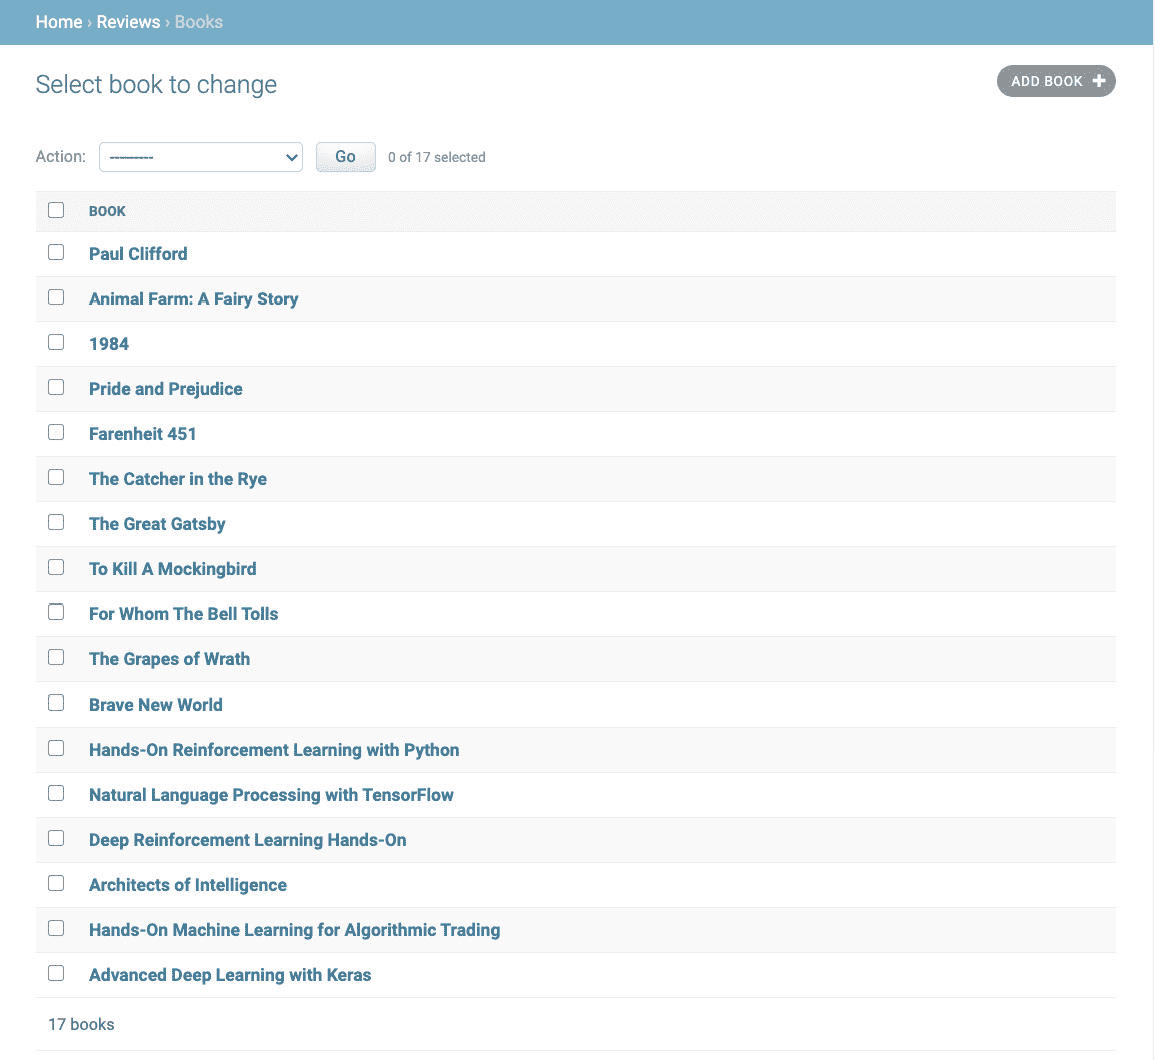 Home › Reviews › Books
Select book to change
ADD BOOK +
Action: --------- Go 0 of 17 selected
BOOK
Paul Clifford
Animal Farm: A Fairy Story
1984
Pride and Prejudice
Farenheit 451
The Catcher in the Rye
The Great Gatsby
To Kill A Mockingbird
For Whom The Bell Tolls
The Grapes of Wrath
Brave New World
Hands-On Reinforcement Learning with Python
Natural Language Processing with TensorFlow
Deep Reinforcement Learning Hands-On
Architects of Intelligence
Hands-On Machine Learning for Algorithmic Trading
Advanced Deep Learning with Keras
17 books